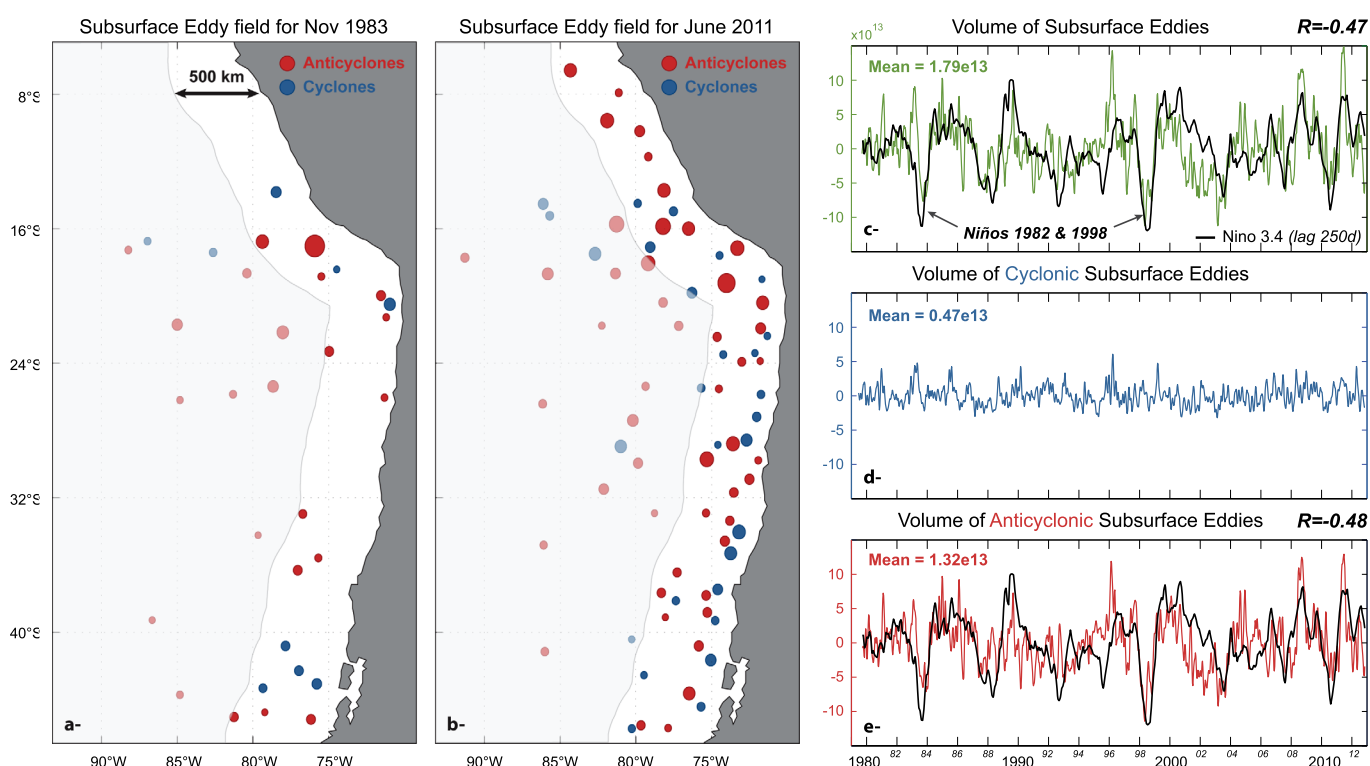 Subsurface Eddy field for Nov 1983
Anticyclones
Cyclones
500 km
8°S
16°S
24°S
32°S
40°S
a-
90°W 85°W 80°W 75°W
Subsurface Eddy field for June 2011
Anticyclones
Cyclones
b-
90°W 85°W 80°W 75°W
Volume of Subsurface Eddies R=-0.47
x10 13
Mean = 1.79e13
10
5
0
-5
-10
Niños 1982 & 1998
c-
Nino 3.4 (lag 250d)
Volume of Cyclonic Subsurface Eddies
Mean = 0.47e13
10
5
0
-5
-10
d-
Volume of Anticyclonic Subsurface Eddies R=-0.48
Mean = 1.32e13
10
5
0
-5
-10
e-
1980 82 84 86 88 1990 92 94 96 98 2000 02 04 06 08 2010 12